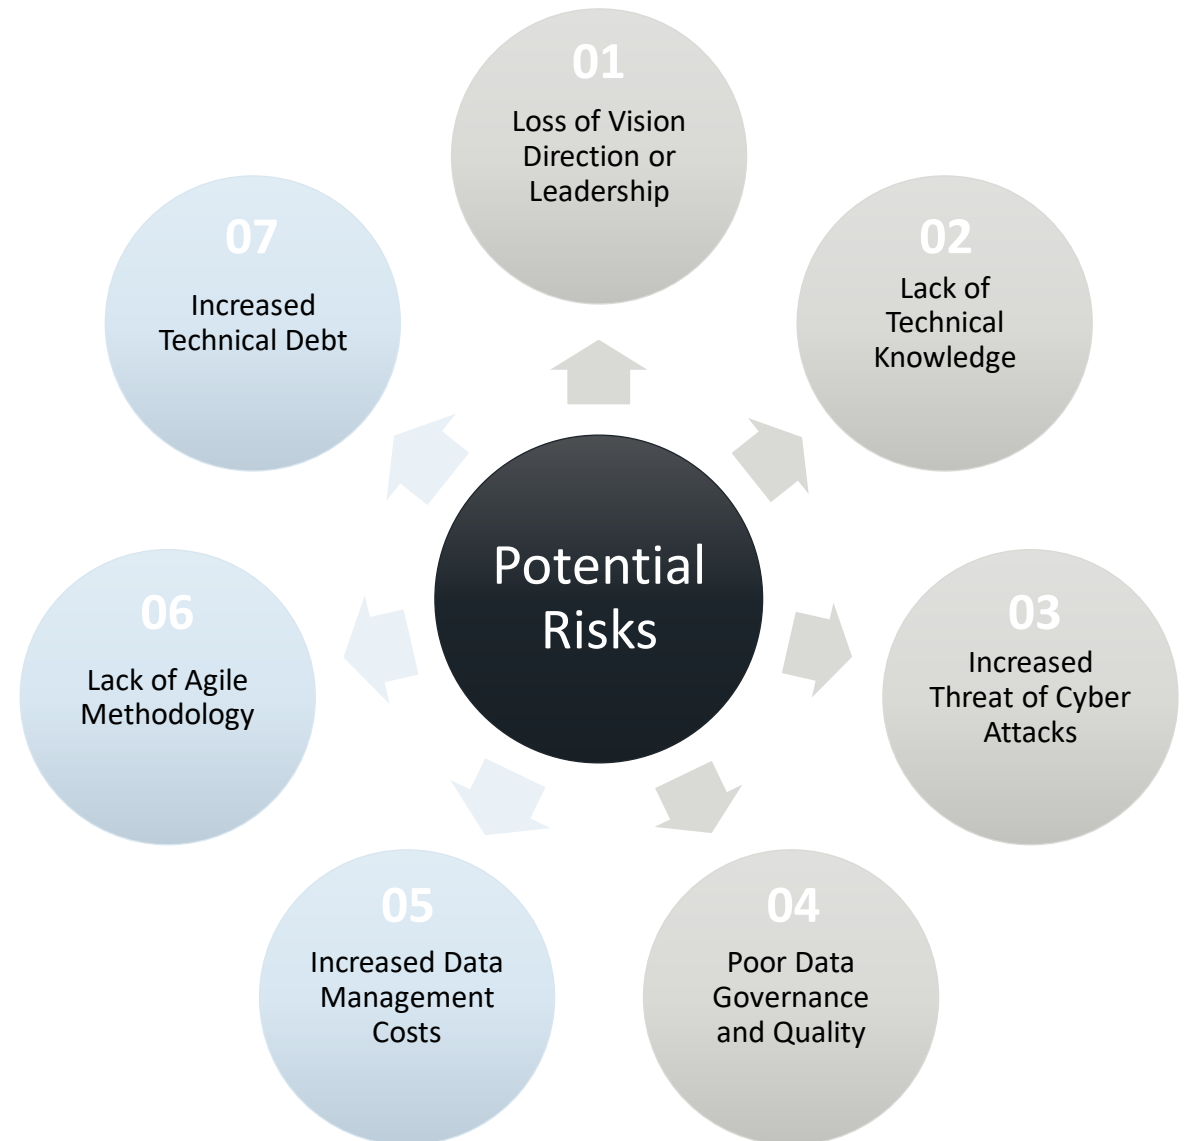 01
Loss of Vision
Direction or
Leadership
02
Lack of
Technical
Knowledge
03
Increased
Threat of Cyber
Attacks
04
Poor Data
Governance
and Quality
05
Increased Data
Management
Costs
06
Lack of Agile
Methodology
07
Increased
Technical Debt
Potential
Risks